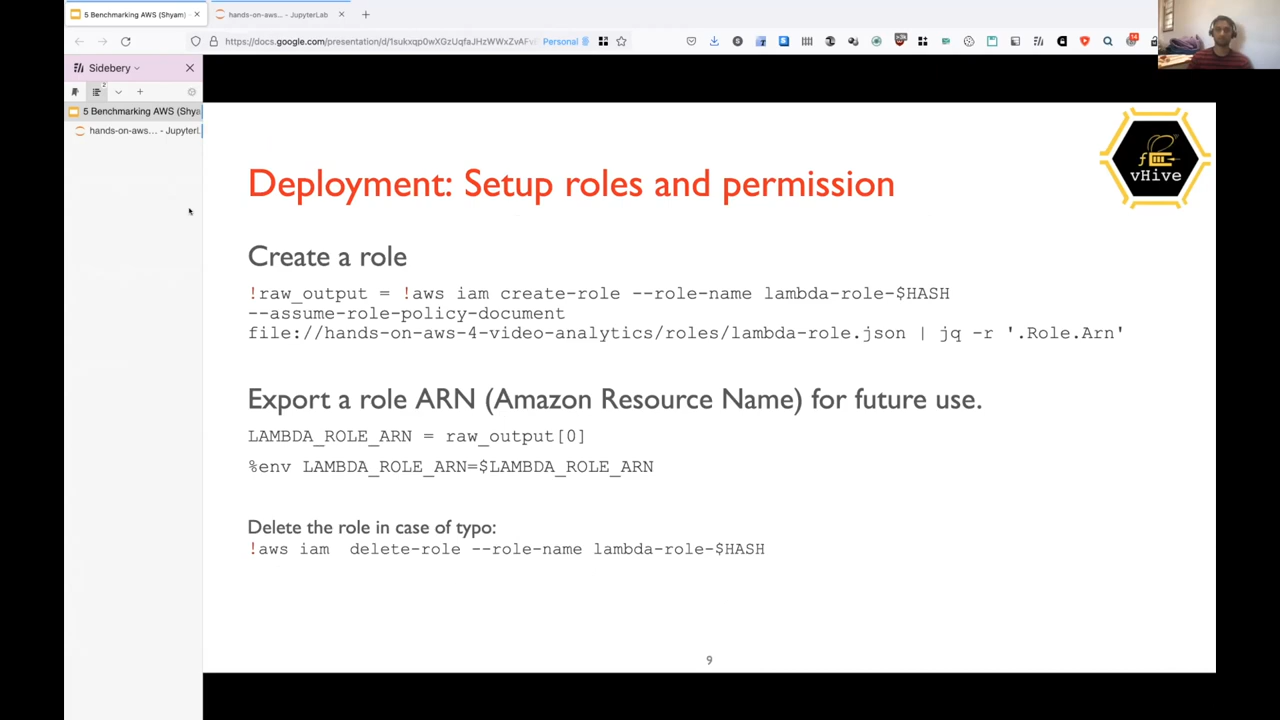 5 Benchmarking AWS (Shyam)
hands-on-aws... - JupyterLab
https://docs.google.com/presentation/d/1sukxqp0wXGzUqfaJHzWWxZvAFv
Personal
14
Sidebery
2
5 Benchmarking AWS (Shya
hands-on-aws... - Jupyterl
vHive
Deployment: Setup roles and permission
Create a role
!raw_output = !aws iam create-role --role-name lambda-role-$HASH
--assume-role-policy-document
file://hands-on-aws-4-video-analytics/roles/lambda-role.json | jq -r '.Role.Arn'
Export a role ARN (Amazon Resource Name) for future use.
LAMBDA_ROLE_ARN = raw_output[0]
%env LAMBDA_ROLE_ARN=$LAMBDA_ROLE_ARN
Delete the role in case of typo:
!aws iam  delete-role --role-name lambda-role-$HASH
9